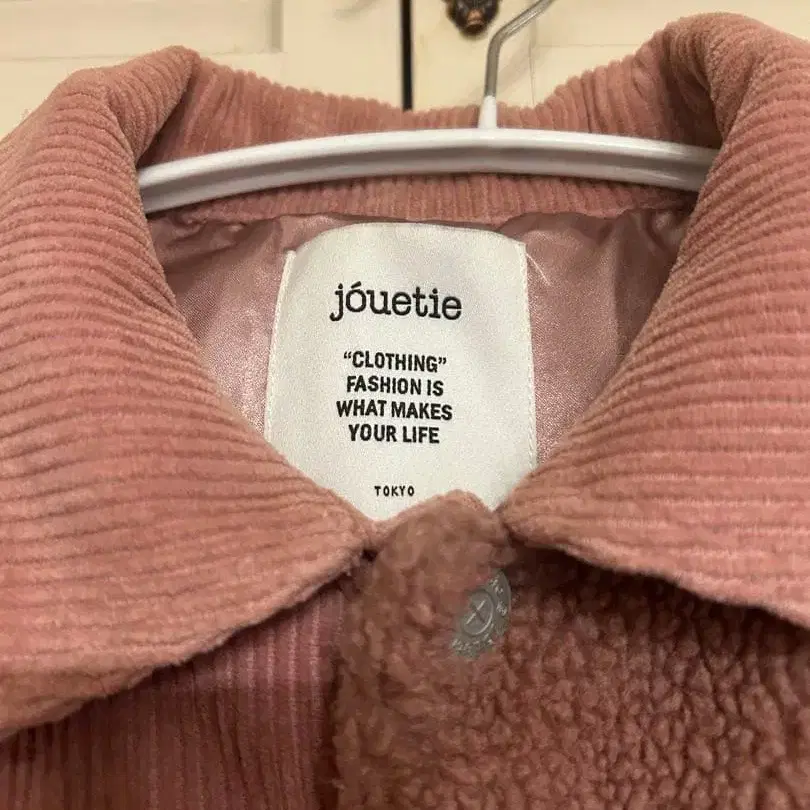 jóuetie
“CLOTHING”
FASHION IS
WHAT MAKES
YOUR LIFE
TOKYO